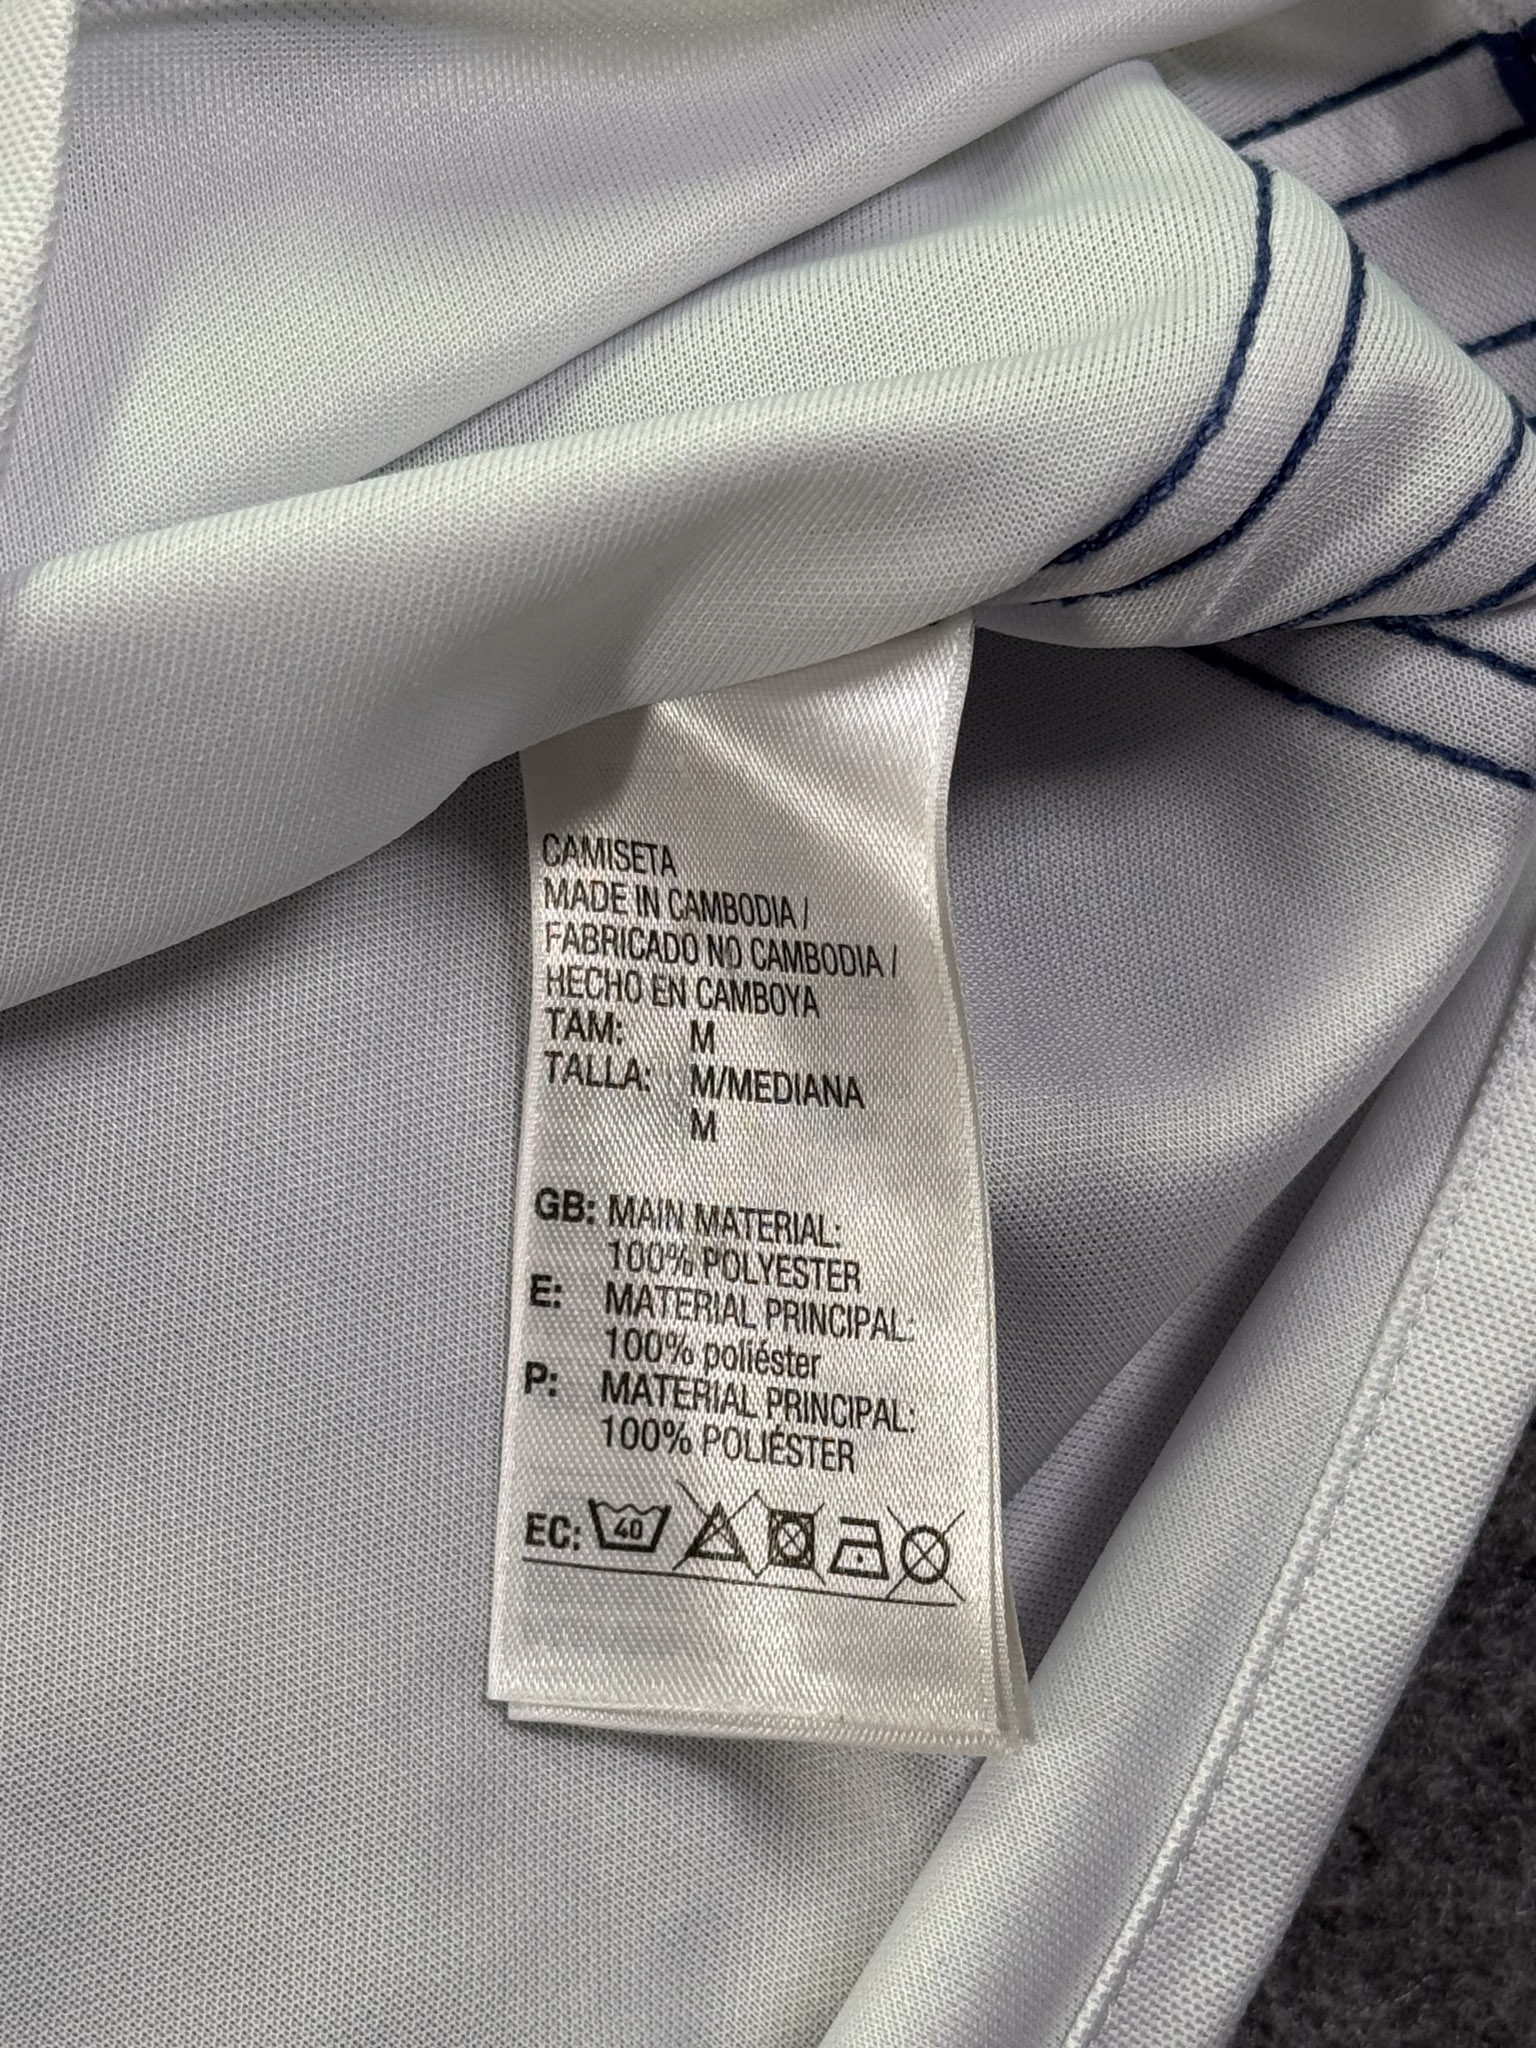 CAMISETA
MADE IN CAMBODIA /
FABRICADO NO CAMBODIA /
HECHO EN CAMBOYA
TAM: M
TALLA: M/MEDIANA
M
GB: MAIN MATERIAL:
100% POLYESTER
E: MATERIAL PRINCIPAL:
100% poliéster
P: MATERIAL PRINCIPAL:
100% POLIÉSTER
EC: 40